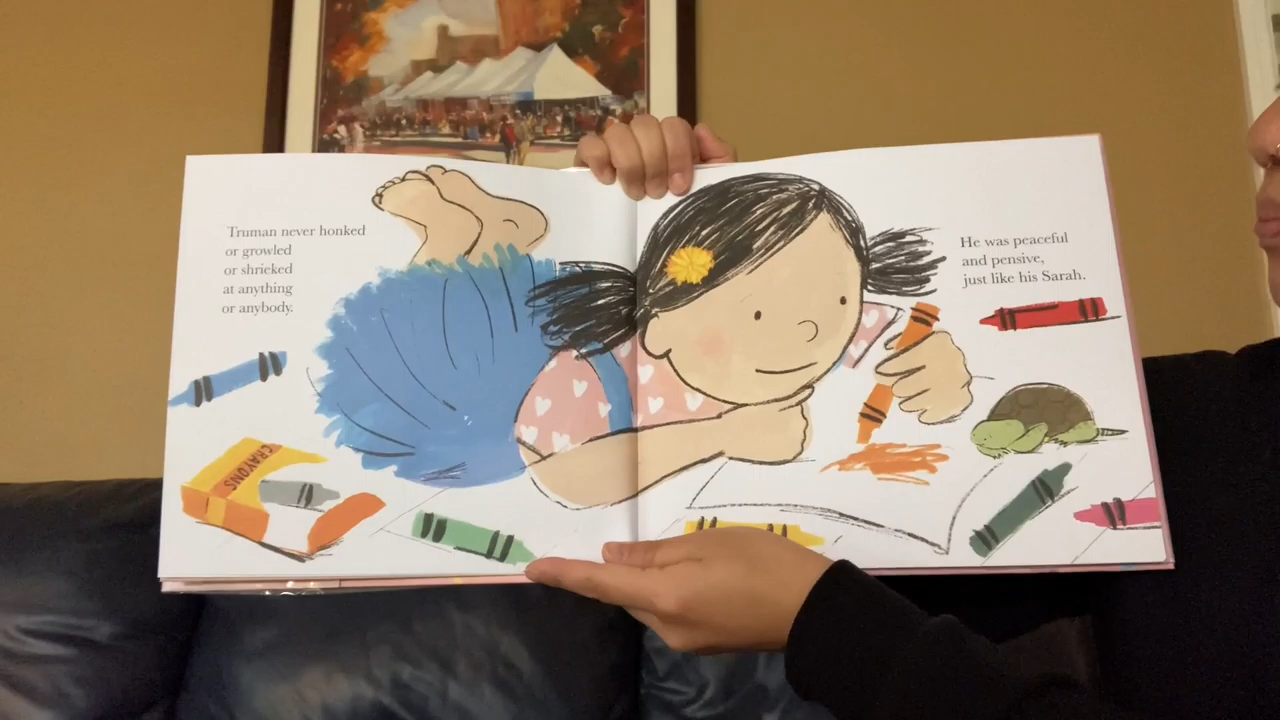 Truman never honked
or growled
or shrieked
at anything
or anybody.
He was peaceful
and pensive,
just like his Sarah.
CRAYONS